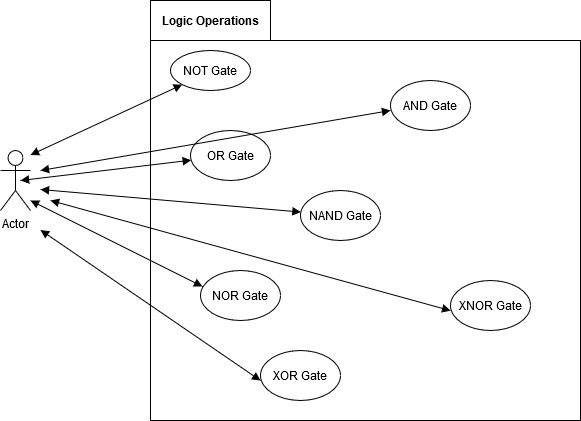 Logic Operations
NOT Gate
AND Gate
OR Gate
NAND Gate
Actor
NOR Gate
XNOR Gate
XOR Gate